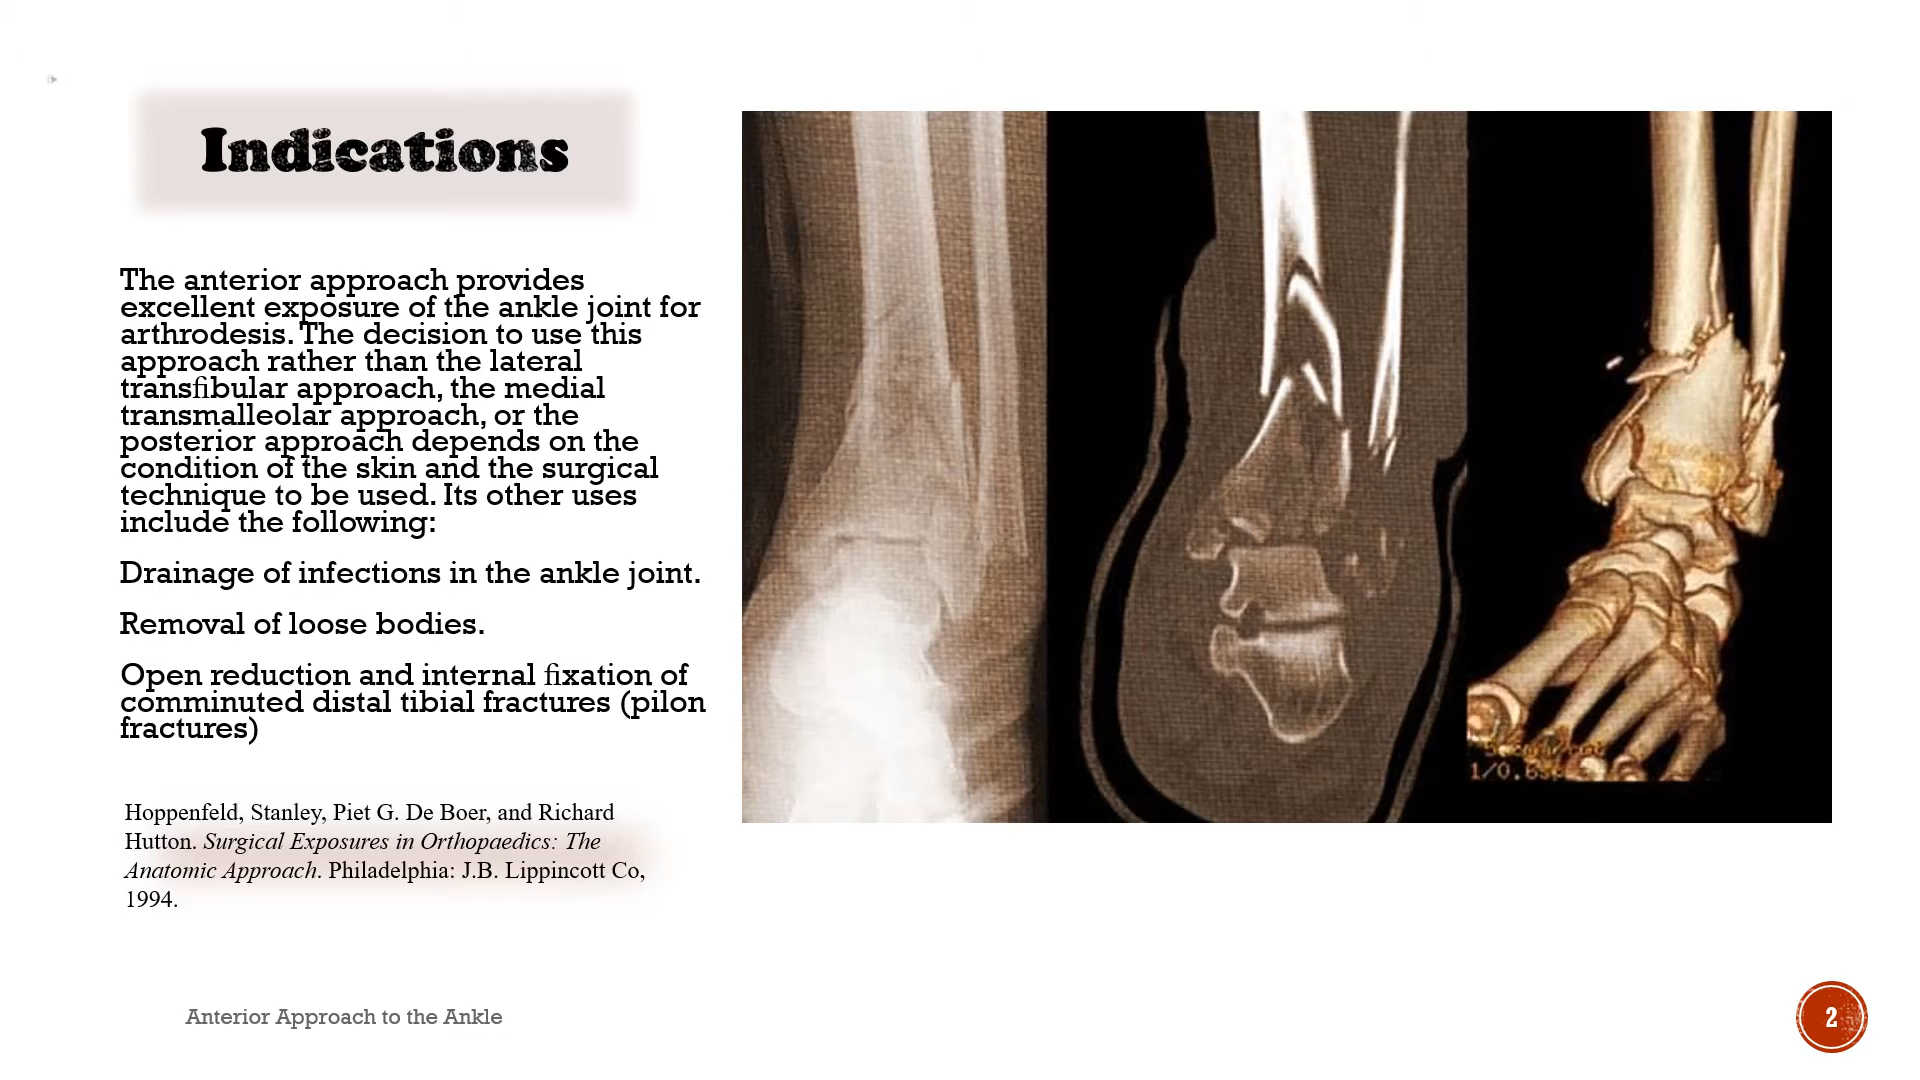 Indications
The anterior approach provides
excellent exposure of the ankle joint for
arthrodesis. The decision to use this
approach rather than the lateral
transfibular approach, the medial
transmalleolar approach, or the
posterior approach depends on the
condition of the skin and the surgical
technique to be used. Its other uses
include the following:
Drainage of infections in the ankle joint.
Removal of loose bodies.
Open reduction and internal fixation of
comminuted distal tibial fractures (pilon
fractures)
Hoppenfeld, Stanley, Piet G. De Boer, and Richard
Hutton. Surgical Exposures in Orthopaedics: The
Anatomic Approach. Philadelphia: J.B. Lippincott Co,
1994.
Anterior Approach to the Ankle
2